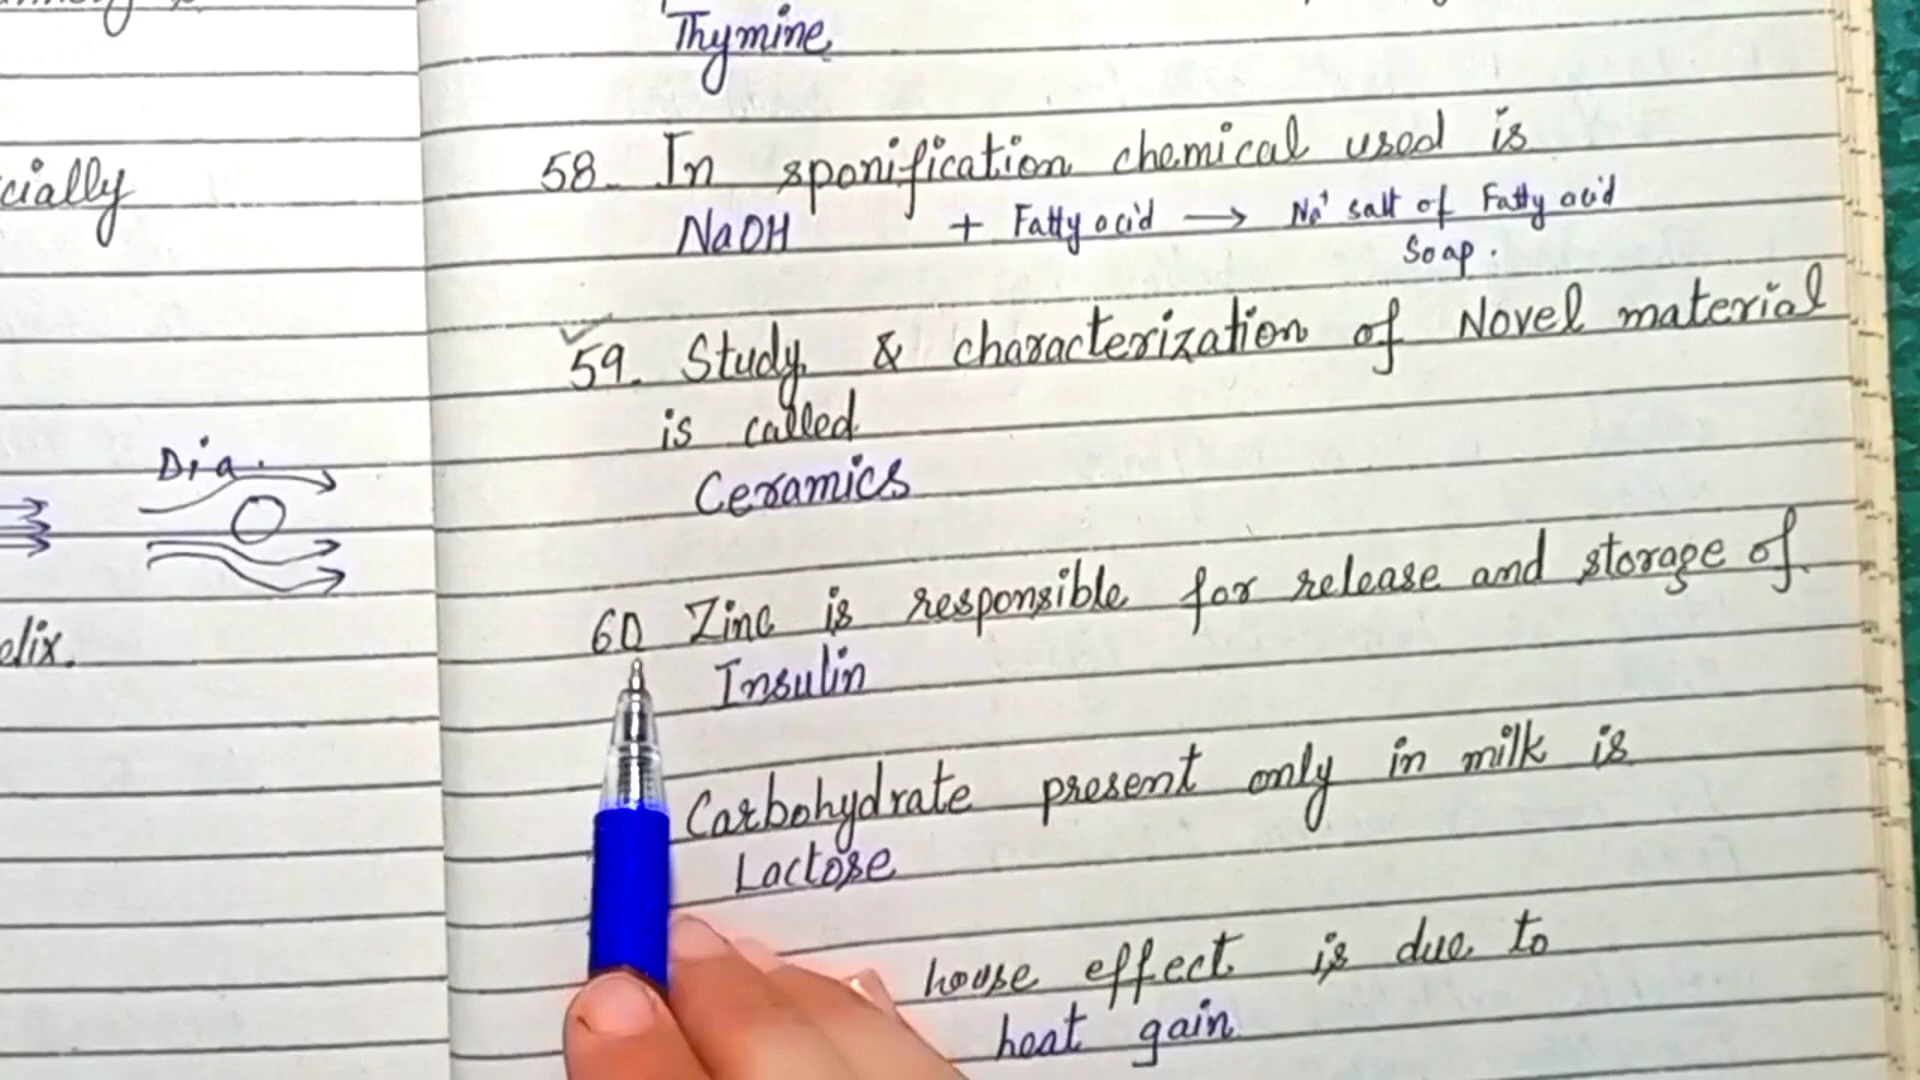 cially
Dia.
elix.
Thymine
58. In sponification chemical used is
NaOH + Fatty acid → Na⁺ salt of Fatty acid
Soap.
59. Study & characterization of Novel material
is called
Ceramics
60 Zinc is responsible for release and storage of
Insulin
Carbohydrate present only in milk is
Lactose
house effect is due to
heat gain